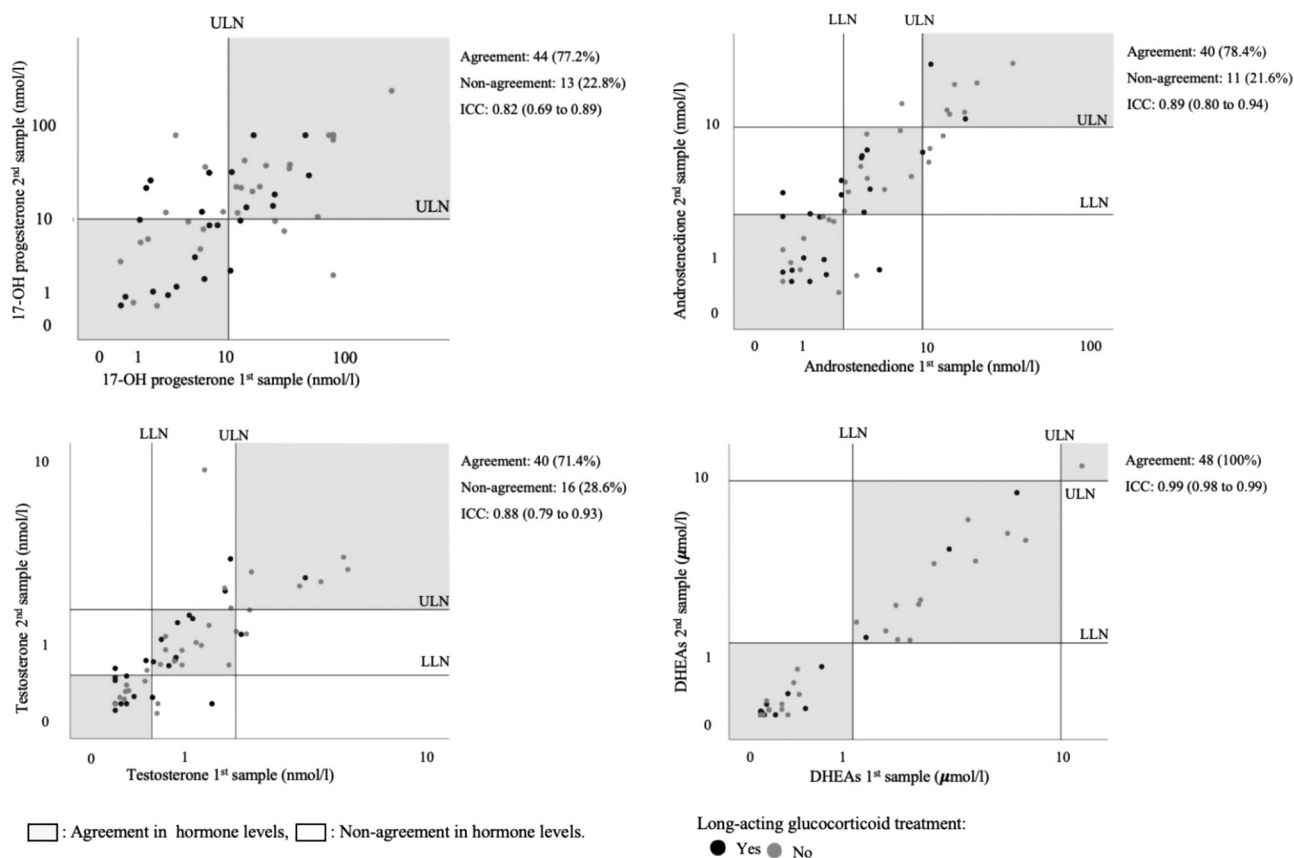 ULN
17-OH progesterone 2nd sample (nmol/l)
100
10
1
0
ULN
0 1 10 100
17-OH progesterone 1st sample (nmol/l)
Agreement: 44 (77.2%)
Non-agreement: 13 (22.8%)
ICC: 0.82 (0.69 to 0.89)
LLN ULN
Androstenedione 2nd sample (nmol/l)
10
1
0
ULN
LLN
0 1 10 100
Androstenedione 1st sample (nmol/l)
Agreement: 40 (78.4%)
Non-agreement: 11 (21.6%)
ICC: 0.89 (0.80 to 0.94)
LLN ULN
Testosterone 2nd sample (nmol/l)
10
1
0
ULN
LLN
0 1 10
Testosterone 1st sample (nmol/l)
Agreement: 40 (71.4%)
Non-agreement: 16 (28.6%)
ICC: 0.88 (0.79 to 0.93)
LLN ULN
DHEAs 2nd sample (μmol/l)
10
1
0
ULN
LLN
0 1 10
DHEAs 1st sample (μmol/l)
Agreement: 48 (100%)
ICC: 0.99 (0.98 to 0.99)
: Agreement in hormone levels, : Non-agreement in hormone levels.
Long-acting glucocorticoid treatment:
Yes No